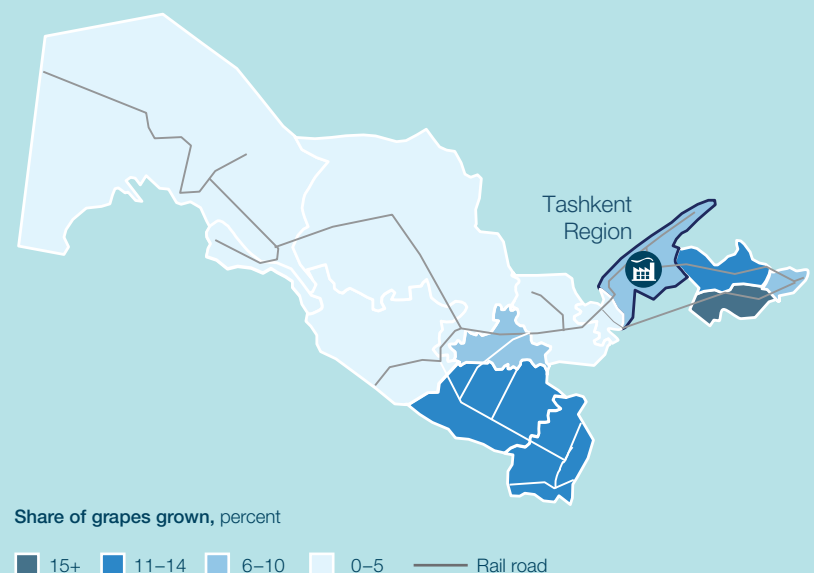 Tashkent
Region
Share of grapes grown, percent
15+ 11–14 6–10 0–5 Rail road